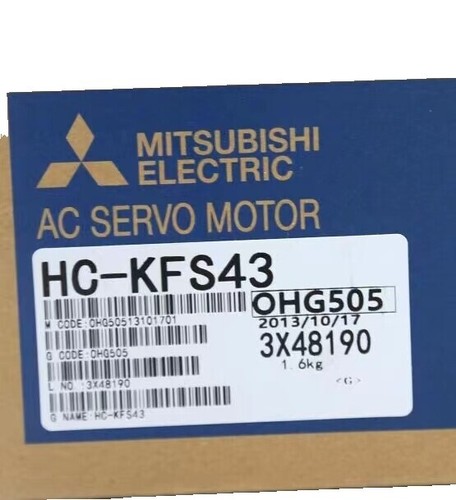 MITSUBISHI
ELECTRIC
AC SERVO MOTOR
HC-KFS43
OHG505
M CODE:OHG50513101701
2013/10/17
3X48190
G CODE:OHG505
1.6kg
L NO :3X48190
<G>
G NAME:HC-KFS43